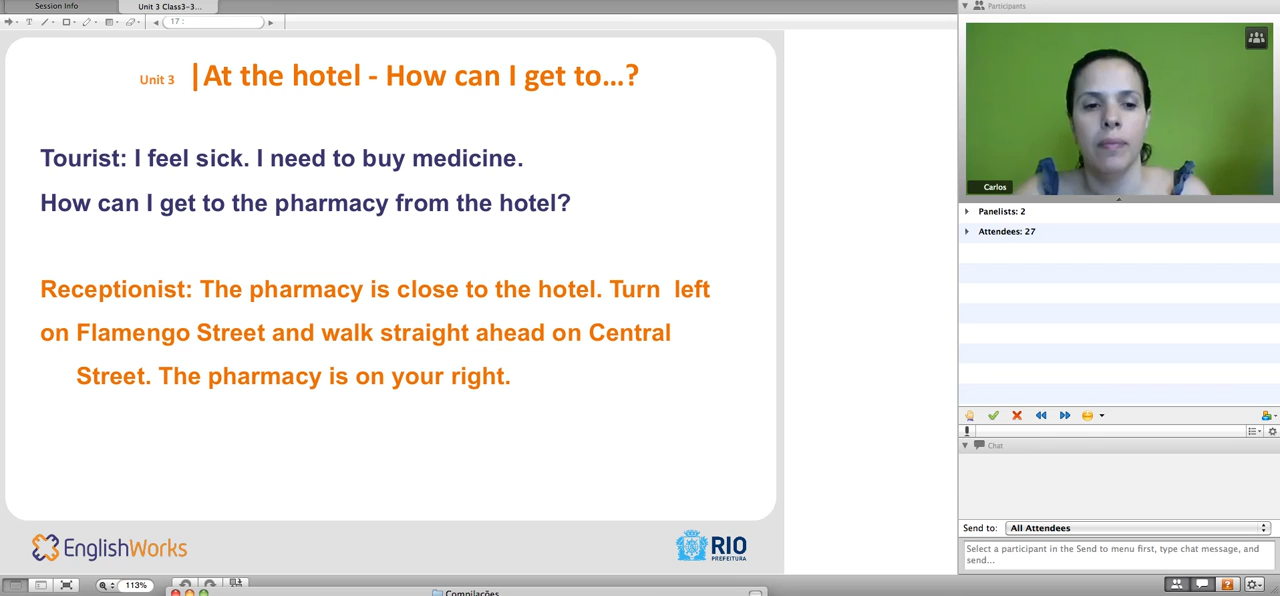 Session Info
Unit 3 Class3-3...
17 :
Participants
Unit 3 | At the hotel - How can I get to...?
Tourist: I feel sick. I need to buy medicine.
How can I get to the pharmacy from the hotel?
Receptionist: The pharmacy is close to the hotel. Turn left
on Flamengo Street and walk straight ahead on Central
Street. The pharmacy is on your right.
EnglishWorks
RIO
PREFEITURA
113%
Compilações
Carlos
Panelists: 2
Attendees: 27
Chat
Send to: All Attendees
Select a participant in the Send to menu first, type chat message, and
send...